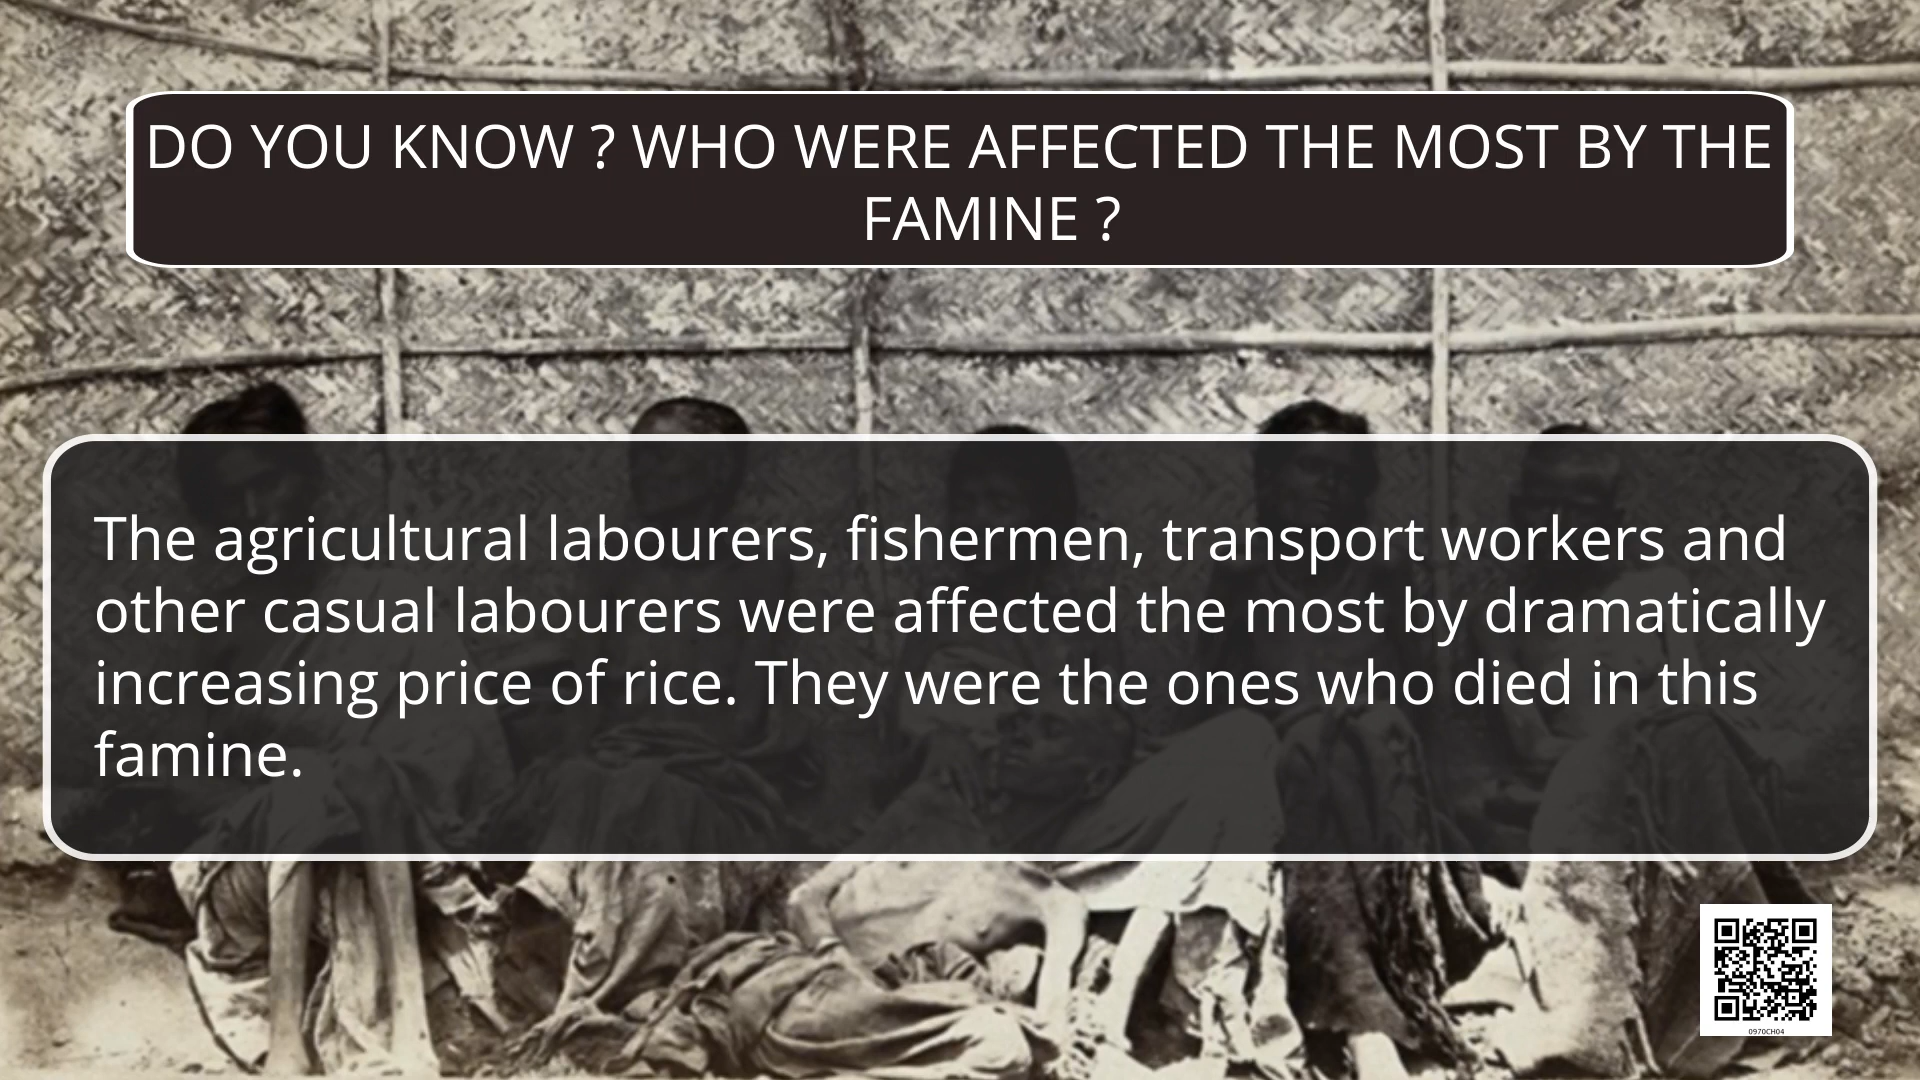 DO YOU KNOW ? WHO WERE AFFECTED THE MOST BY THE
FAMINE ?
The agricultural labourers, fishermen, transport workers and
other casual labourers were affected the most by dramatically
increasing price of rice. They were the ones who died in this
famine.
0970CH04